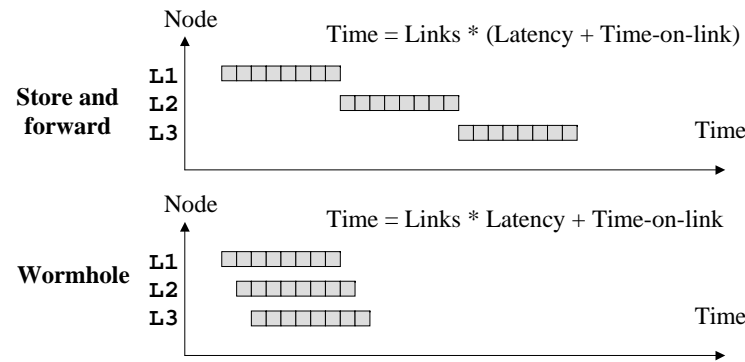 Node
Time = Links * (Latency + Time-on-link)
L1
Store and
forward
L2
L3
Time
Node
Time = Links * Latency + Time-on-link
L1
Wormhole
L2
L3
Time